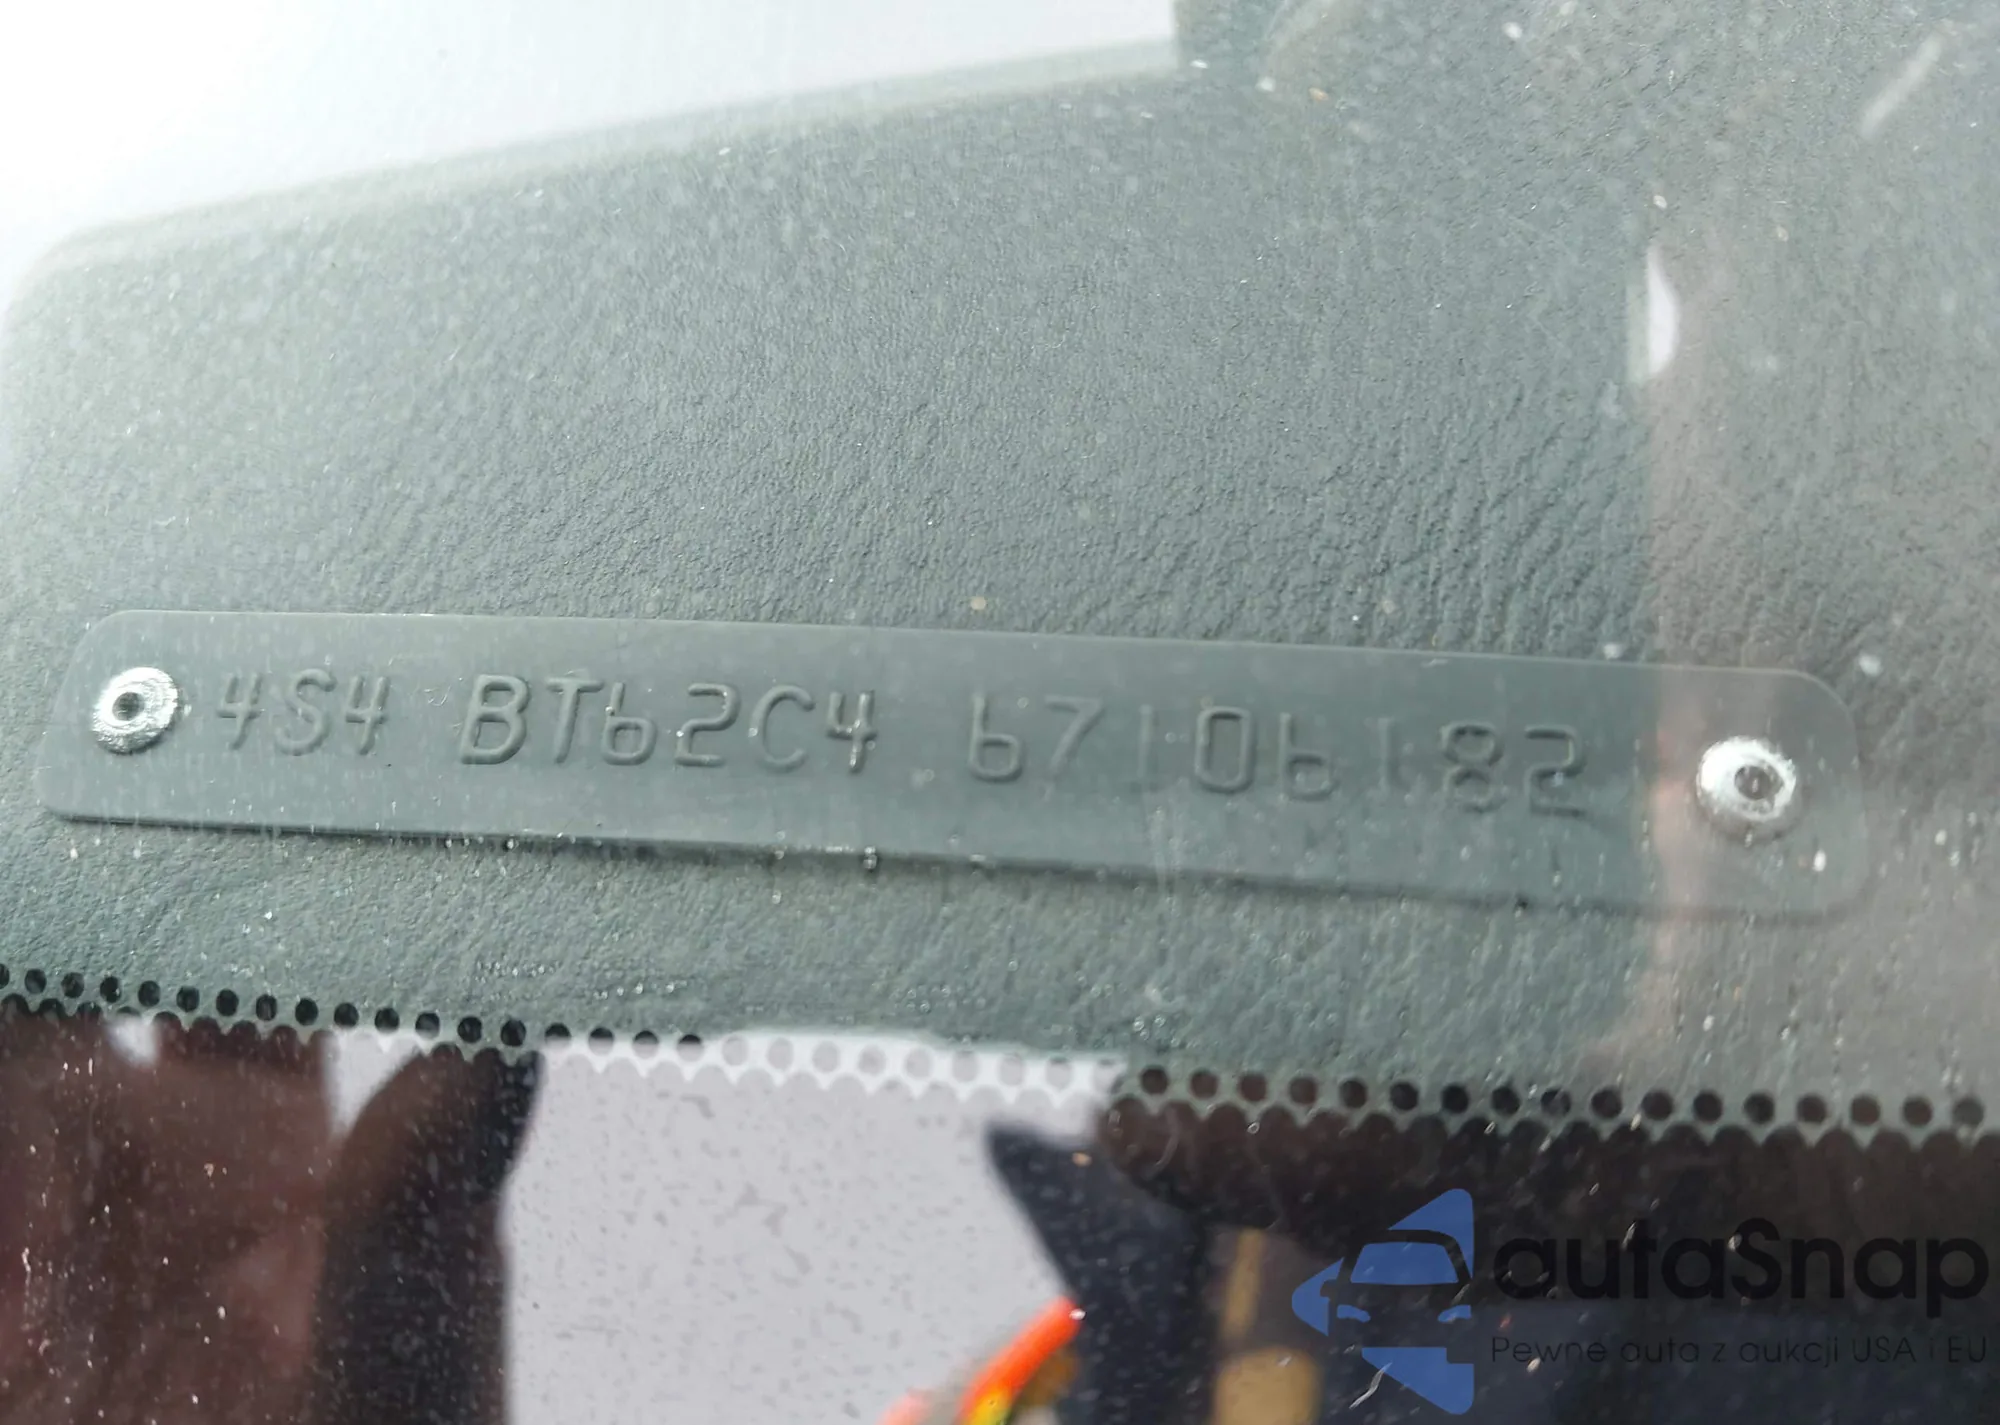 4S4 BT62C4 67106182
autaSnap
Pewne auta z aukcji USA i EU